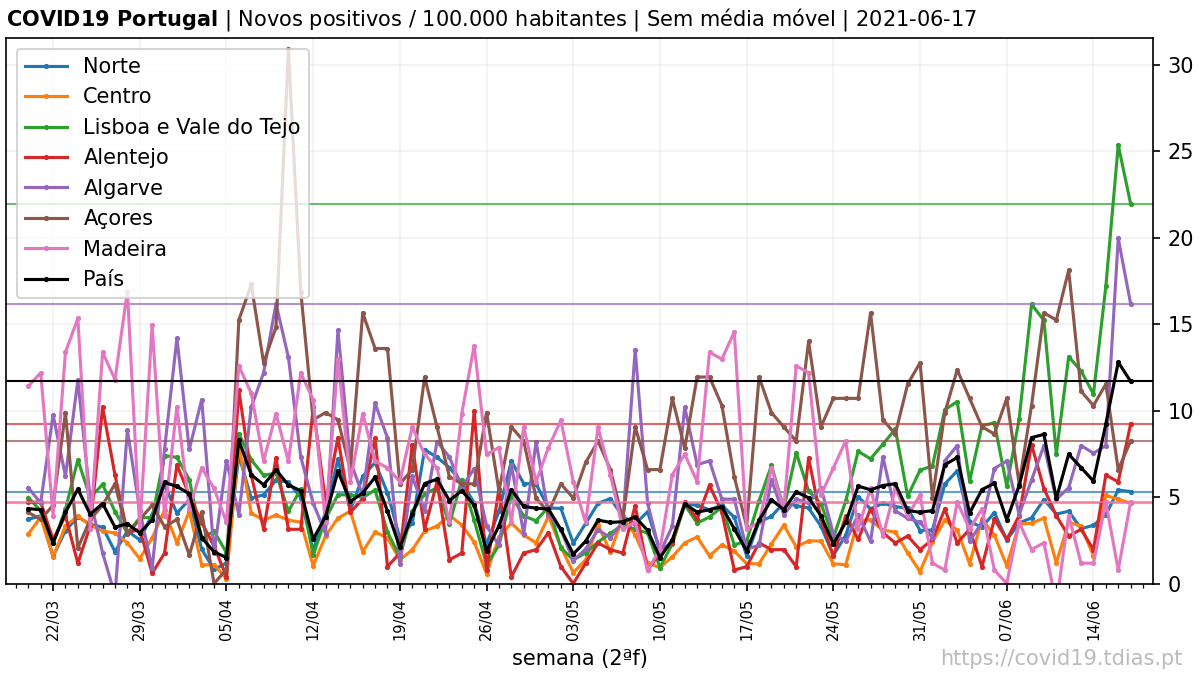 COVID19 Portugal | Novos positivos / 100.000 habitantes | Sem média móvel | 2021-06-17
Norte
Centro
Lisboa e Vale do Tejo
Alentejo
Algarve
Açores
Madeira
País
30
25
20
15
10
5
0
22/03
29/03
05/04
12/04
19/04
26/04
03/05
10/05
17/05
24/05
31/05
07/06
14/06
semana (2ªf)
https://covid19.tdias.pt